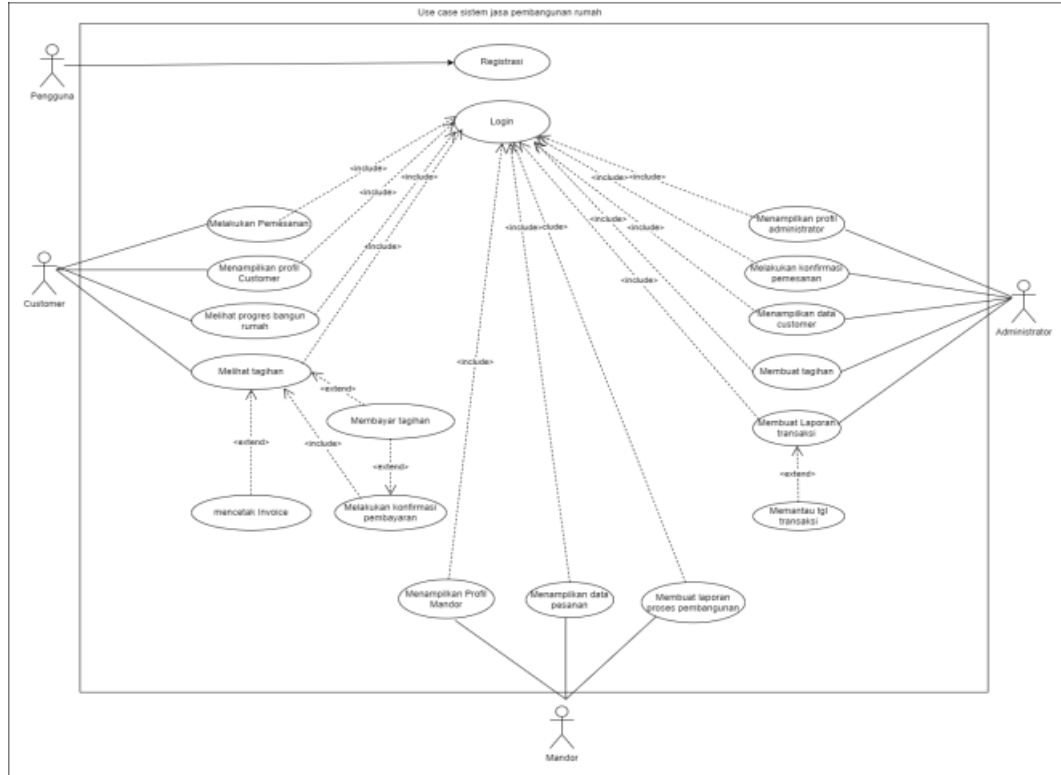 Use case sistem jasa pembangunan rumah
Pengguna
Registrasi
Login
<include>
<include>
<include>
<include>
<include>
<include>
<include>
<include>
<include>
<include>
clude>
<include>
<include>
Melakukan Pemesanan
Menampilkan profil
Customer
Melihat progres bangun
rumah
Melihat tagihan
Customer
<extend>
Membayar tagihan
<extend>
<include>
<extend>
mencetak Invoice
Melakukan konfirmasi
pembayaran
Menampilkan profil
administrator
Melakukan konfirmasi
pemesanan
Menampilkan data
customer
Membuat tagihan
Membuat Laporan
transaksi
<extend>
Memantau tgl
transaksi
Administrator
Menampilkan Profil
Mandor
Menampilkan data
pesanan
Membuat laporan
proses pembangunan
Mandor